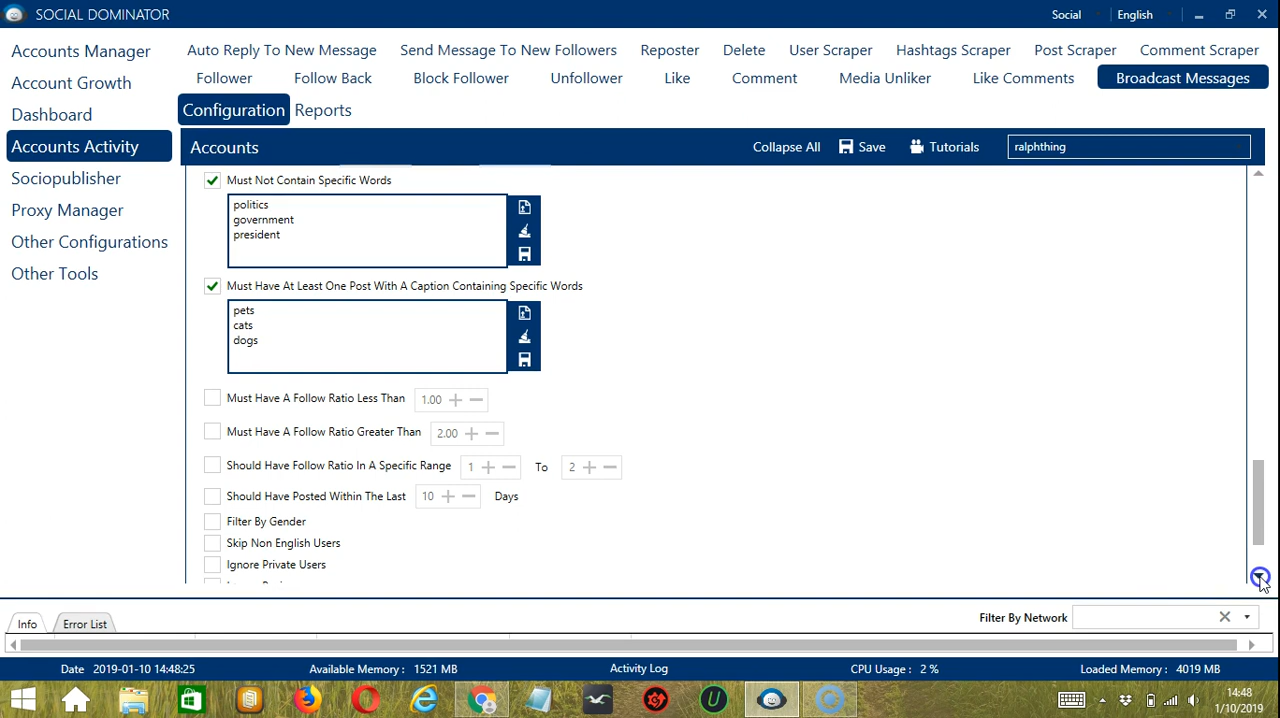 SOCIAL DOMINATOR
Social English
Accounts Manager
Account Growth
Dashboard
Accounts Activity
Sociopublisher
Proxy Manager
Other Configurations
Other Tools
Auto Reply To New Message Send Message To New Followers Reposter Delete User Scraper Hashtags Scraper Post Scraper Comment Scraper
Follower Follow Back Block Follower Unfollower Like Comment Media Unliker Like Comments Broadcast Messages
Configuration Reports
Accounts Collapse All Save Tutorials ralphthing
Must Not Contain Specific Words
politics
government
president
Must Have At Least One Post With A Caption Containing Specific Words
pets
cats
dogs
Must Have A Follow Ratio Less Than 1.00 + −
Must Have A Follow Ratio Greater Than 2.00 + −
Should Have Follow Ratio In A Specific Range 1 + − To 2 + −
Should Have Posted Within The Last 10 + − Days
Filter By Gender
Skip Non English Users
Ignore Private Users
Info Error List Filter By Network
Date 2019-01-10 14:48:25 Available Memory : 1521 MB Activity Log CPU Usage : 2 % Loaded Memory : 4019 MB
14:48
1/10/2019